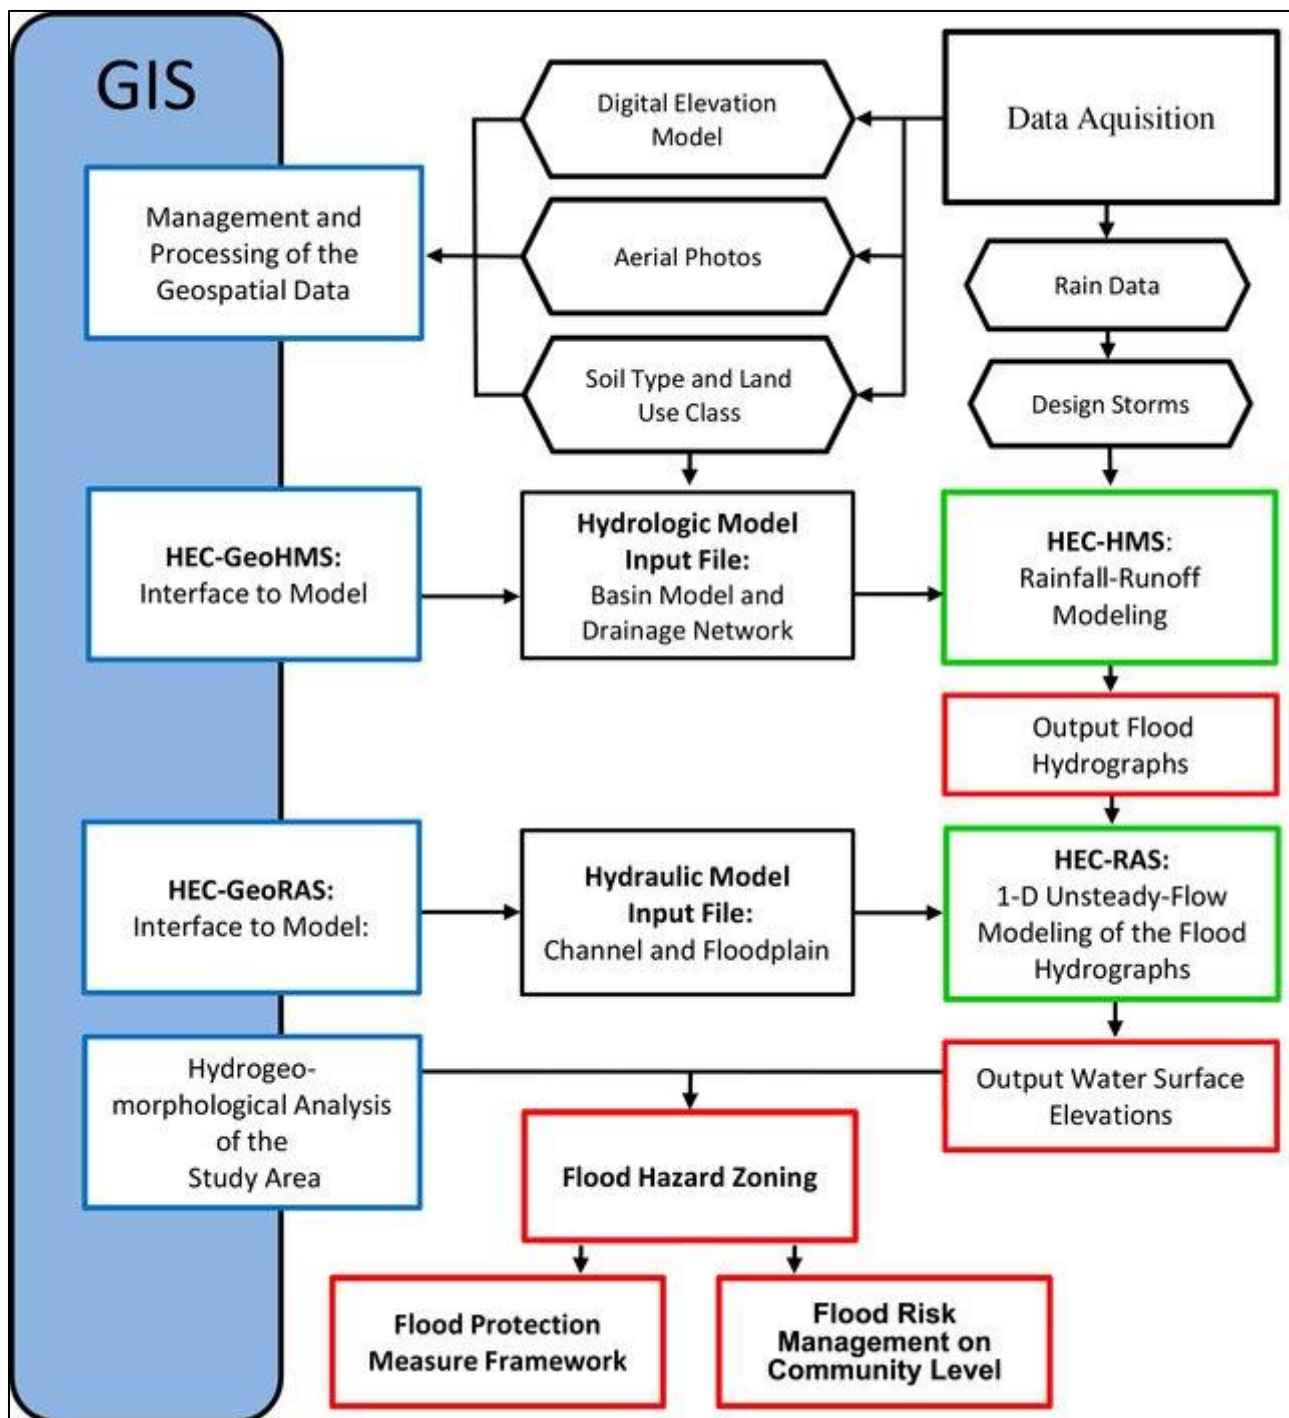 GIS
Digital Elevation
Model
Data Aquisition
Management and
Processing of the
Geospatial Data
Aerial Photos
Rain Data
Soil Type and Land
Use Class
Design Storms
HEC-GeoHMS:
Interface to Model
Hydrologic Model
Input File:
Basin Model and
Drainage Network
HEC-HMS:
Rainfall-Runoff
Modeling
Output Flood
Hydrographs
HEC-GeoRAS:
Interface to Model:
Hydraulic Model
Input File:
Channel and Floodplain
HEC-RAS:
1-D Unsteady-Flow
Modeling of the Flood
Hydrographs
Hydrogeo-
morphological Analysis
of the
Study Area
Output Water Surface
Elevations
Flood Hazard Zoning
Flood Protection
Measure Framework
Flood Risk
Management on
Community Level